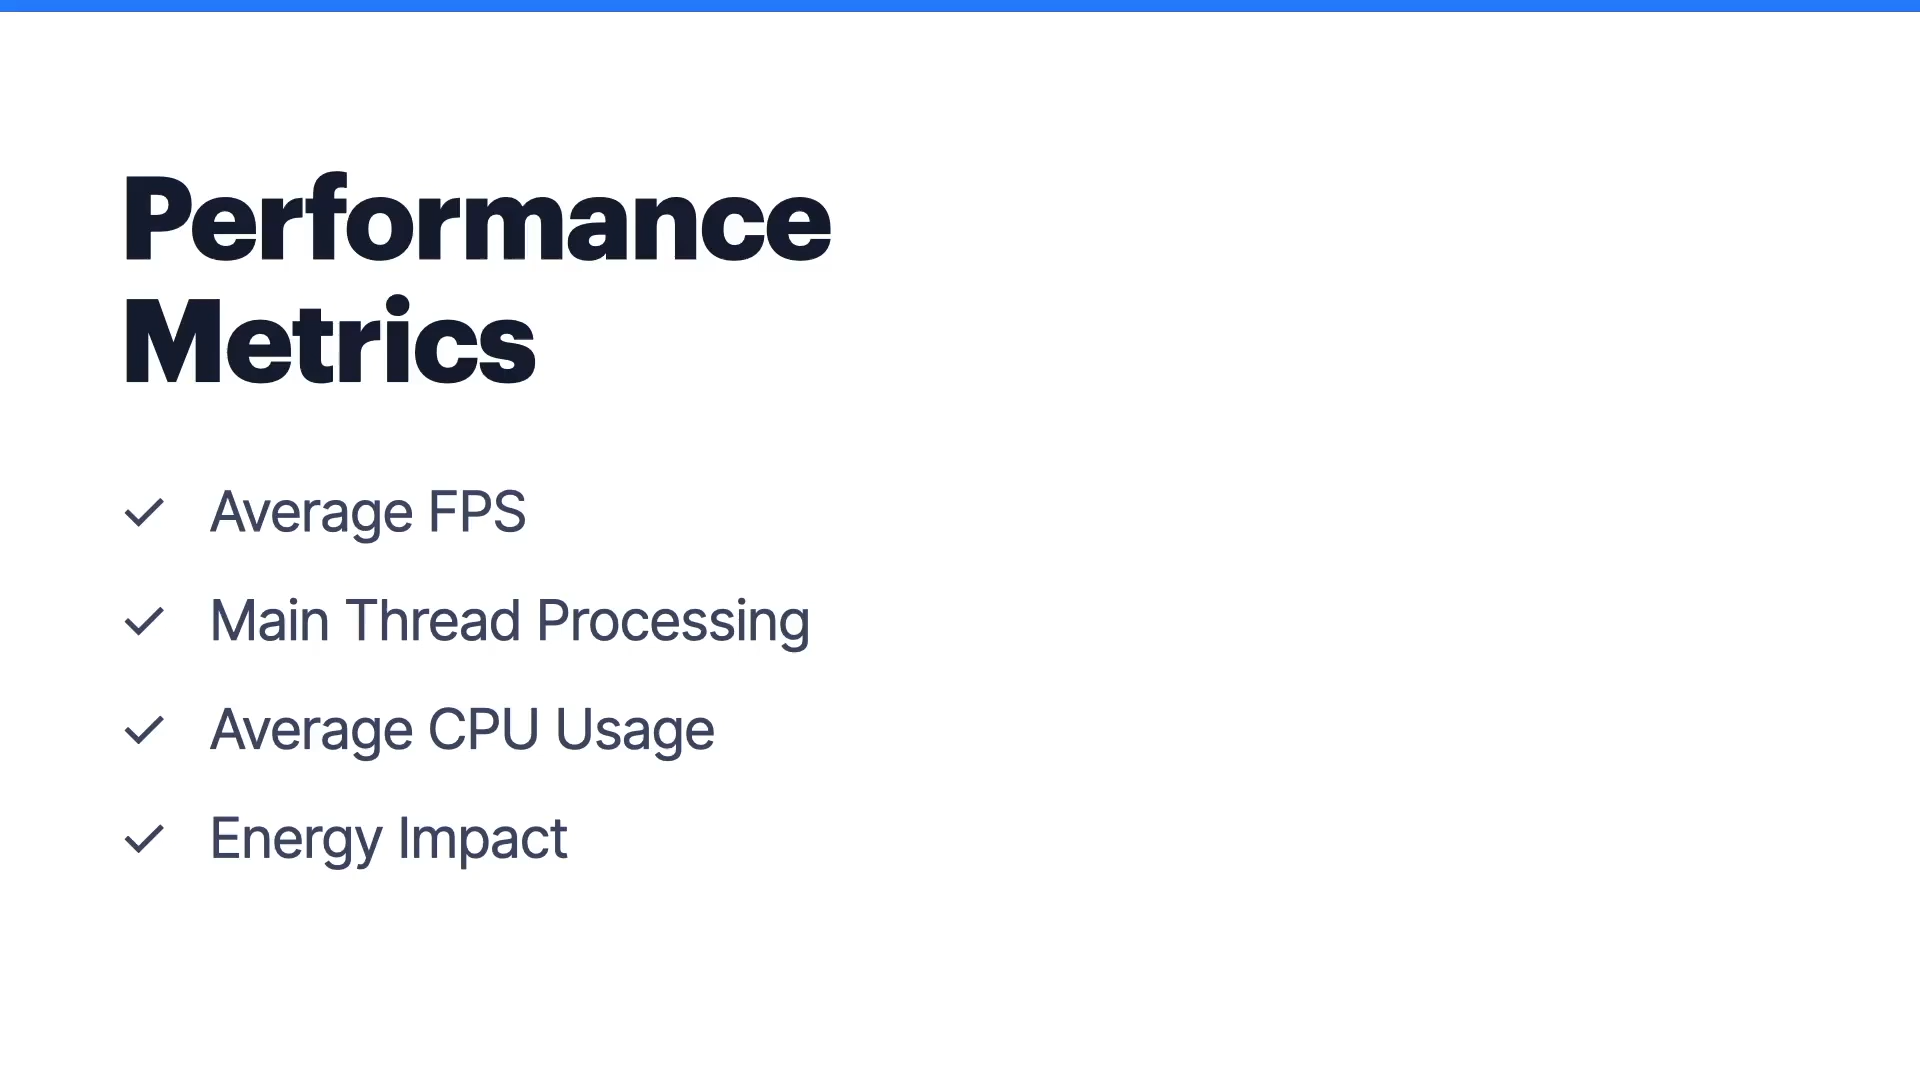 Performance
Metrics
Average FPS
Main Thread Processing
Average CPU Usage
Energy Impact